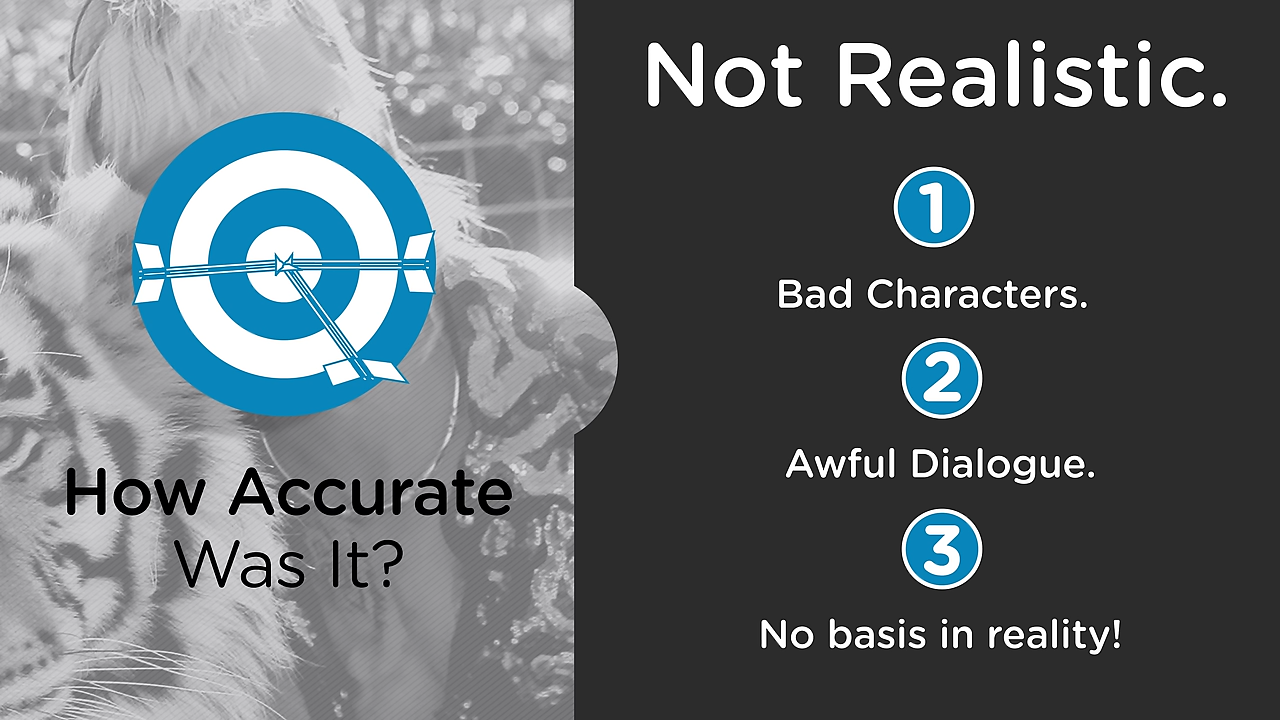 How Accurate
Was It?
Not Realistic.
1
Bad Characters.
2
Awful Dialogue.
3
No basis in reality!